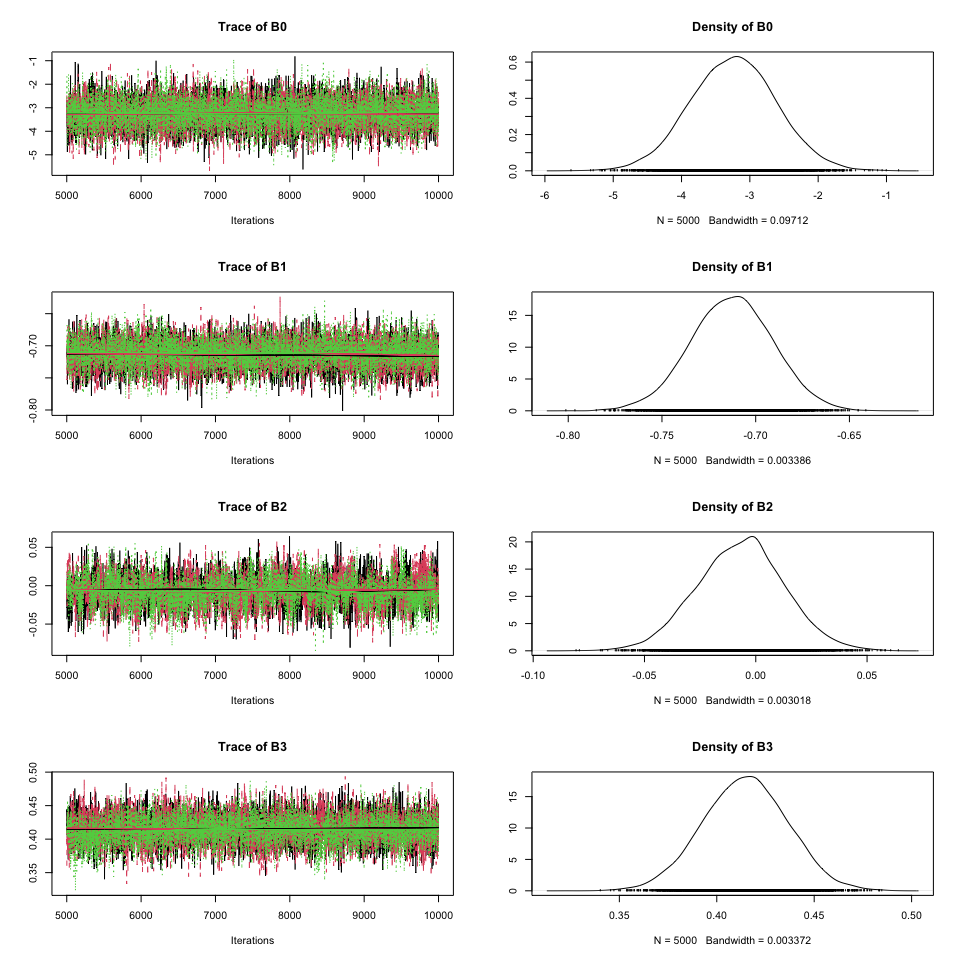 Trace of B0
-1
-2
-3
-4
-5
5000 6000 7000 8000 9000 10000
Iterations
Density of B0
0.6
0.4
0.2
0.0
-6 -5 -4 -3 -2 -1
N = 5000 Bandwidth = 0.09712
Trace of B1
-0.70
-0.80
5000 6000 7000 8000 9000 10000
Iterations
Density of B1
15
10
5
0
-0.80 -0.75 -0.70 -0.65
N = 5000 Bandwidth = 0.003386
Trace of B2
0.05
0.00
-0.05
5000 6000 7000 8000 9000 10000
Iterations
Density of B2
20
15
10
5
0
-0.10 -0.05 0.00 0.05
N = 5000 Bandwidth = 0.003018
Trace of B3
0.50
0.45
0.40
0.35
5000 6000 7000 8000 9000 10000
Iterations
Density of B3
15
10
5
0
0.35 0.40 0.45 0.50
N = 5000 Bandwidth = 0.003372